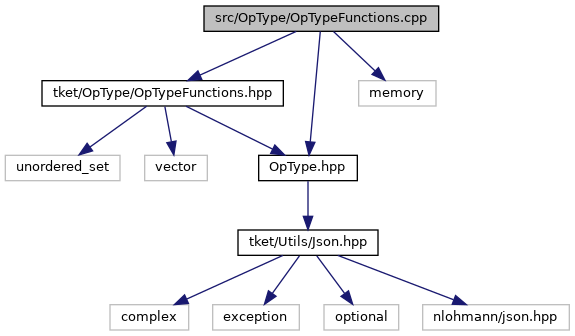 src/OpType/OpTypeFunctions.cpp
tket/OpType/OpTypeFunctions.hpp
memory
unordered_set
vector
OpType.hpp
tket/Utils/Json.hpp
complex
exception
optional
nlohmann/json.hpp